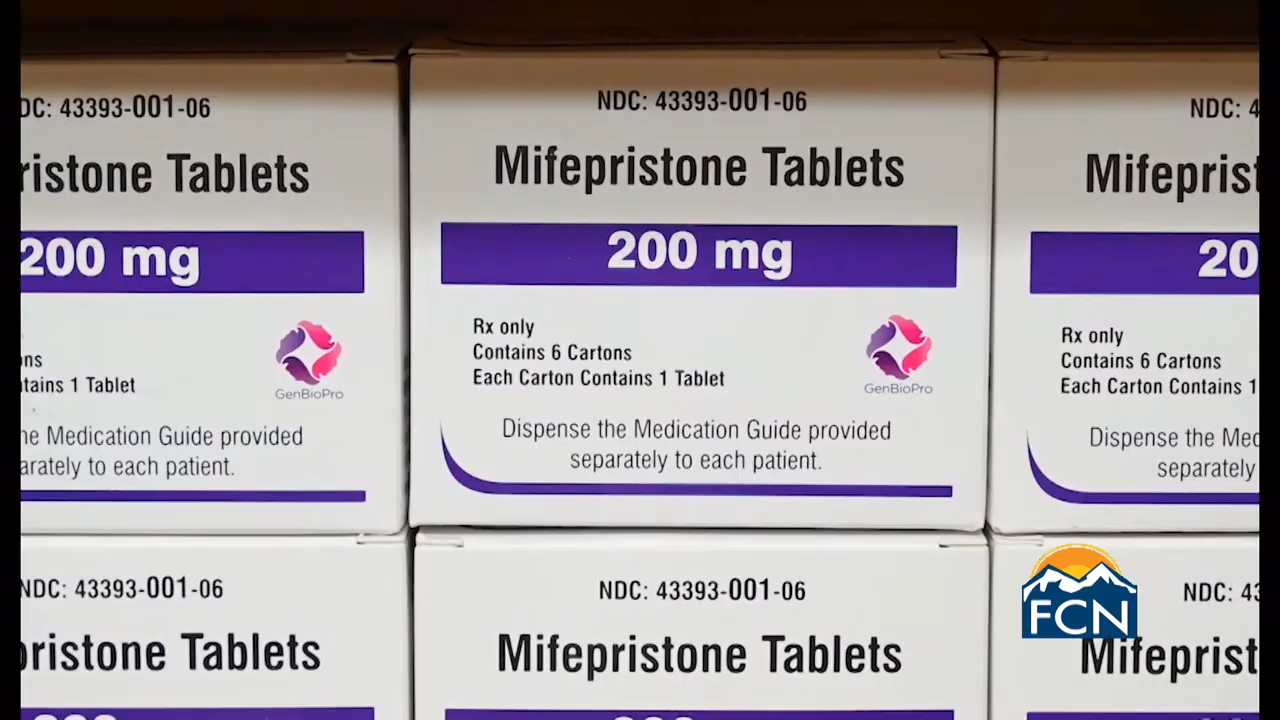 DC: 43393-001-06
ristone Tablets
200 mg
ons
tains 1 Tablet
GenBioPro
he Medication Guide provided
arately to each patient.
NDC: 43393-001-06
Mifepristone Tablets
200 mg
Rx only
Contains 6 Cartons
Each Carton Contains 1 Tablet
GenBioPro
Dispense the Medication Guide provided
separately to each patient.
NDC: 4
Mifeprist
20
Rx only
Contains 6 Cartons
Each Carton Contains 1
Dispense the Med
separately
NDC: 43393-001-06
pristone Tablets
NDC: 43393-001-06
Mifepristone Tablets
NDC: 43
Mifeprist
FCN